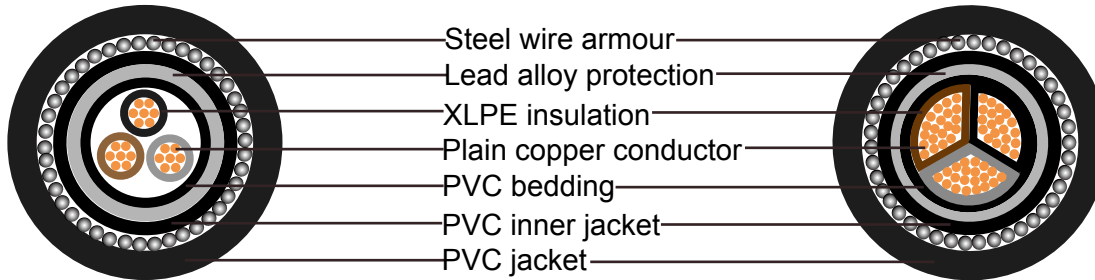 Steel wire armour
Lead alloy protection
XLPE insulation
Plain copper conductor
PVC bedding
PVC inner jacket
PVC jacket